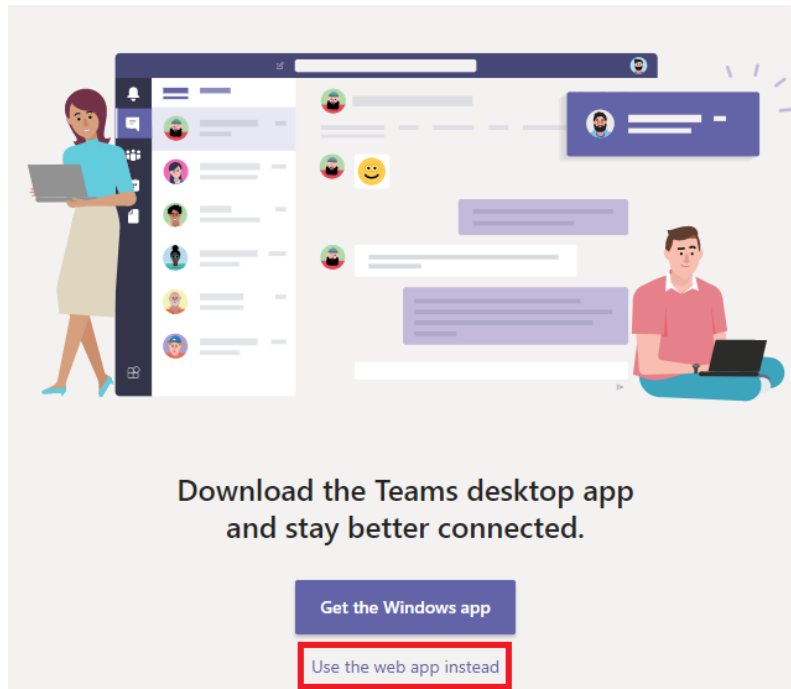 Download the Teams desktop app
and stay better connected.
Get the Windows app
Use the web app instead